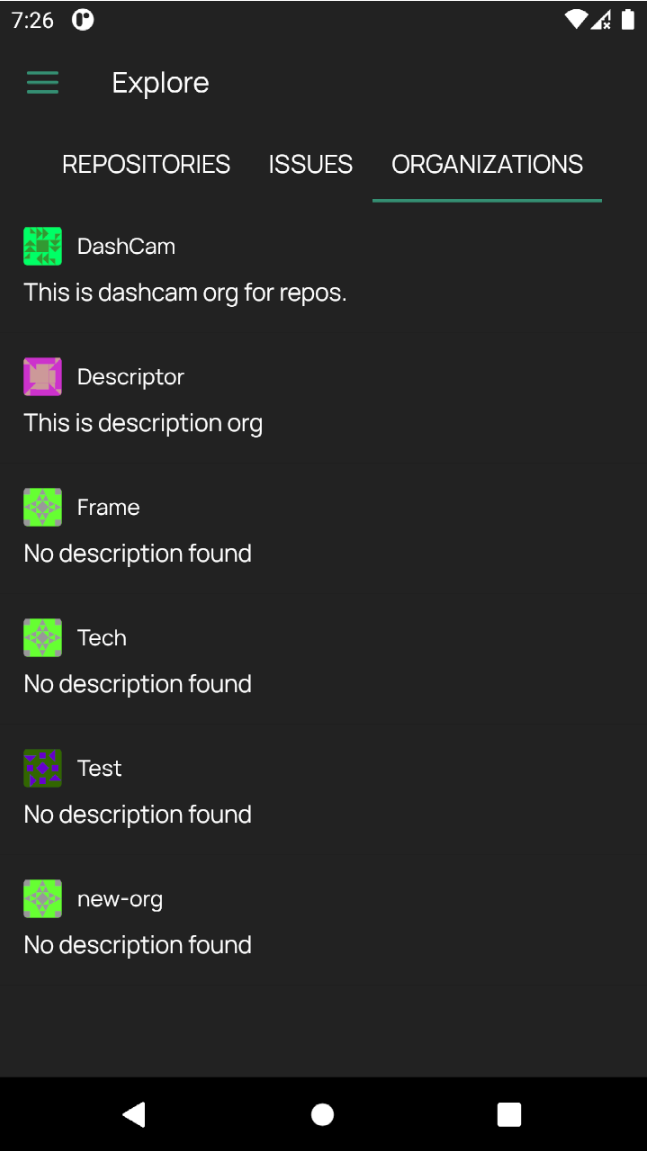 7:26
Explore
REPOSITORIES ISSUES ORGANIZATIONS
DashCam
This is dashcam org for repos.
Descriptor
This is description org
Frame
No description found
Tech
No description found
Test
No description found
new-org
No description found